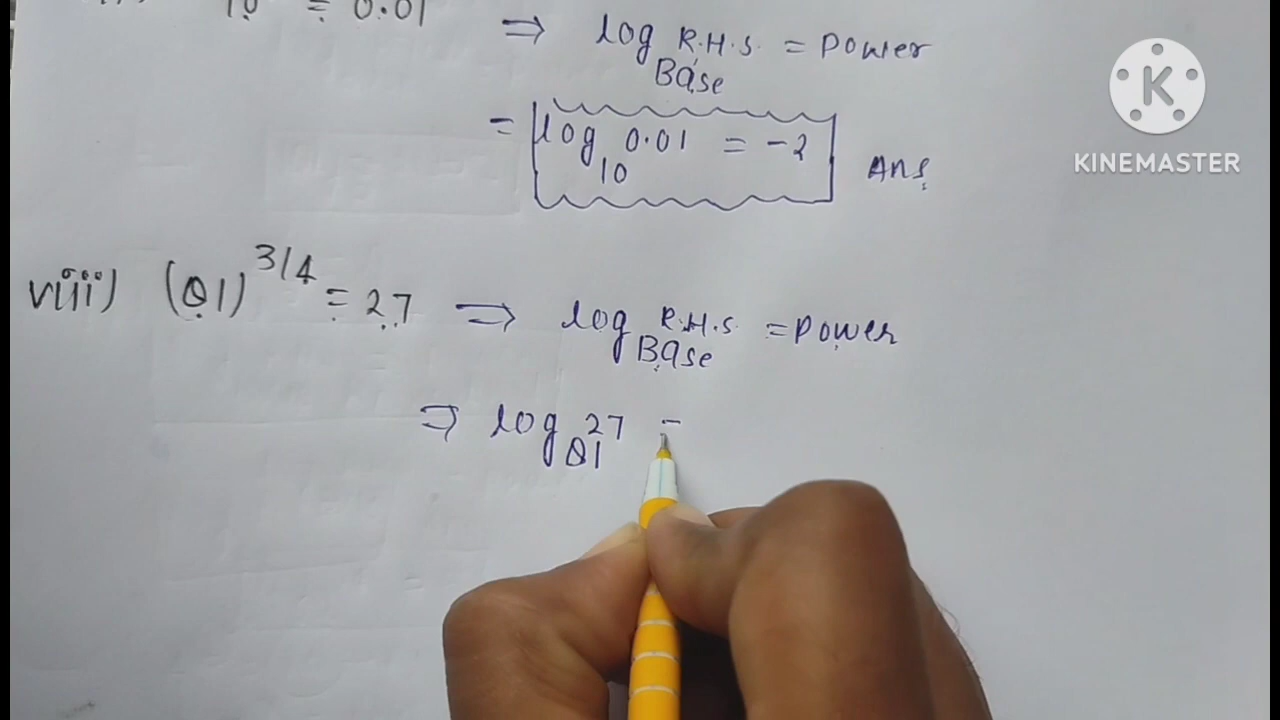 10 = 0.01
⇒ log R.H.S. = Power
Base
= log 0.01 = -2 Ans
10
viii) (81)^3/4 = 27 ⇒ log R.H.S. = Power
Base
⇒ log 27 =
81
KINEMASTER